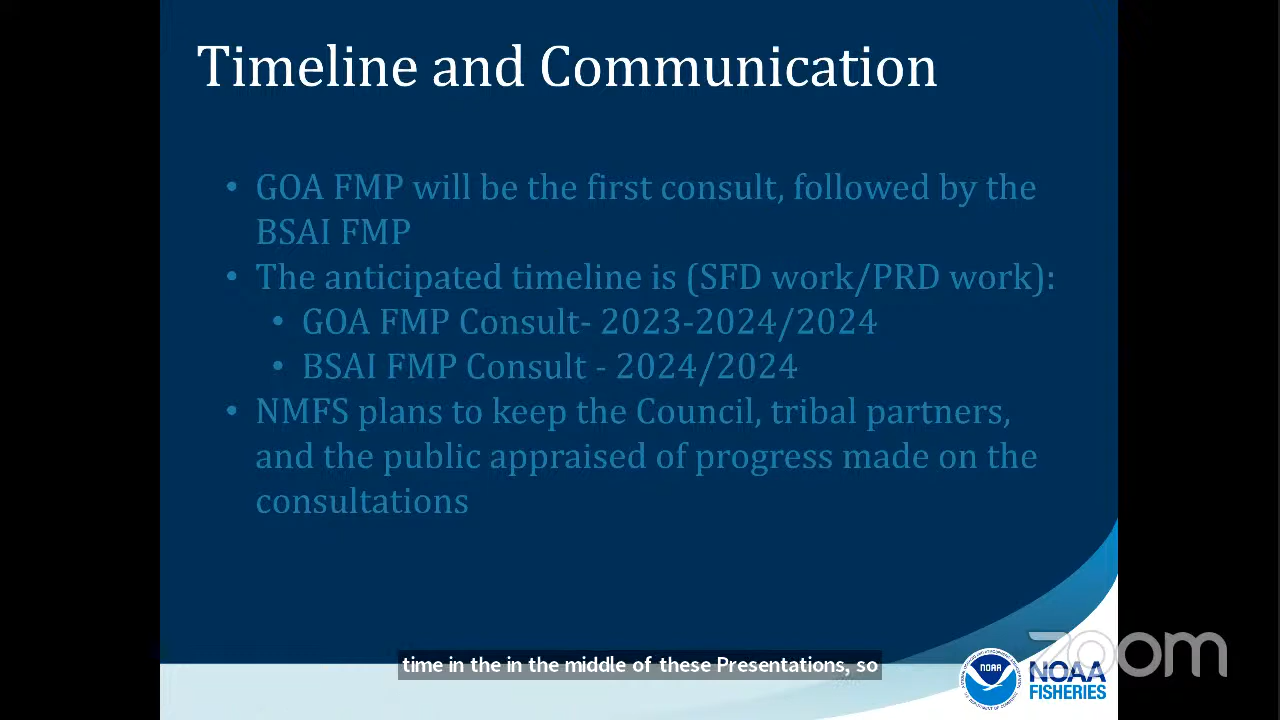 Timeline and Communication
• GOA FMP will be the first consult, followed by the
BSAI FMP
• The anticipated timeline is (SFD work/PRD work):
• GOA FMP Consult- 2023-2024/2024
• BSAI FMP Consult - 2024/2024
• NMFS plans to keep the Council, tribal partners,
and the public appraised of progress made on the
consultations
time in the in the middle of these Presentations, so
zoom
NOAA
NOAA
FISHERIES